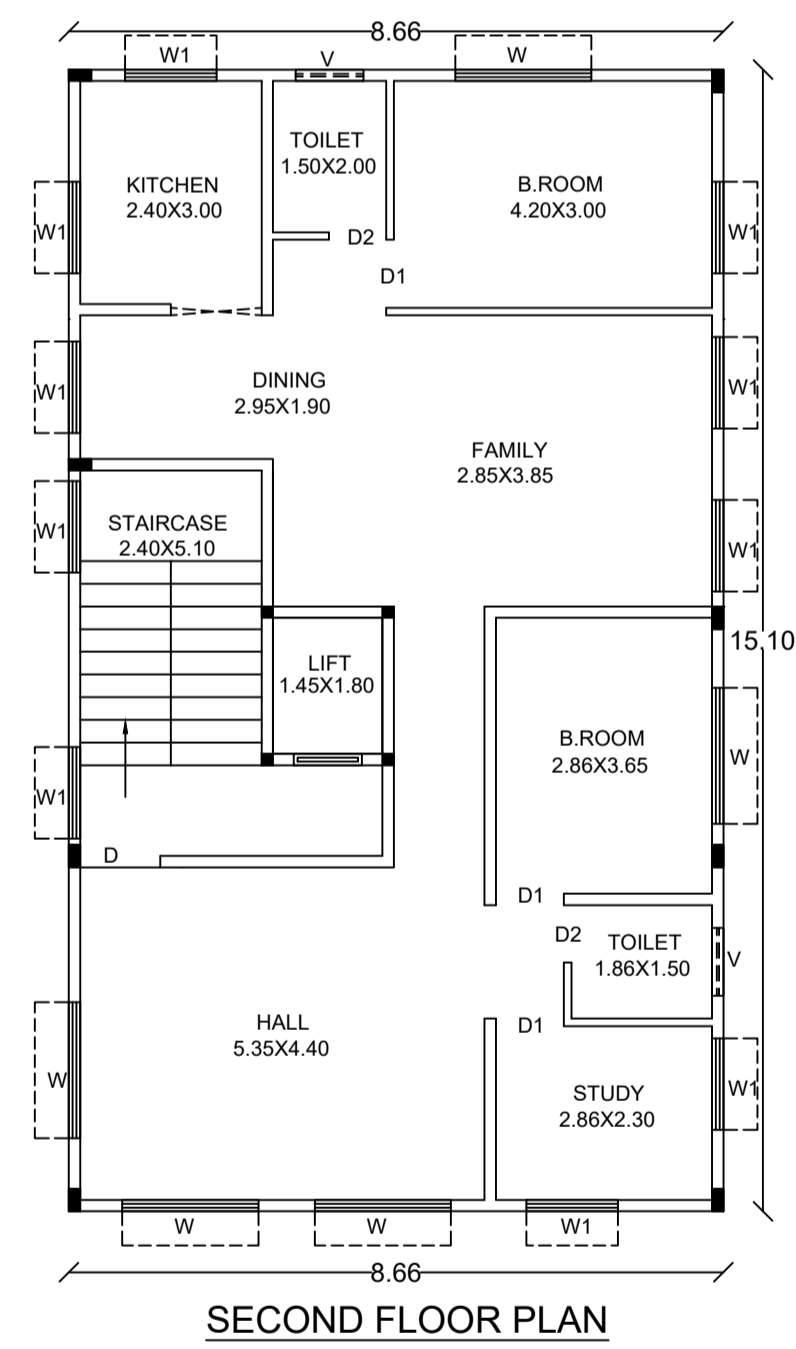 8.66
W1
V
W
TOILET
1.50X2.00
KITCHEN
2.40X3.00
B.ROOM
4.20X3.00
W1
W1
D2
D1
DINING
2.95X1.90
W1
W1
FAMILY
2.85X3.85
STAIRCASE
2.40X5.10
W1
W1
15.10
LIFT
1.45X1.80
B.ROOM
2.86X3.65
W
W1
D
D1
D2
TOILET
1.86X1.50
V
HALL
5.35X4.40
D1
W
STUDY
2.86X2.30
W1
W
W
W1
8.66
SECOND FLOOR PLAN